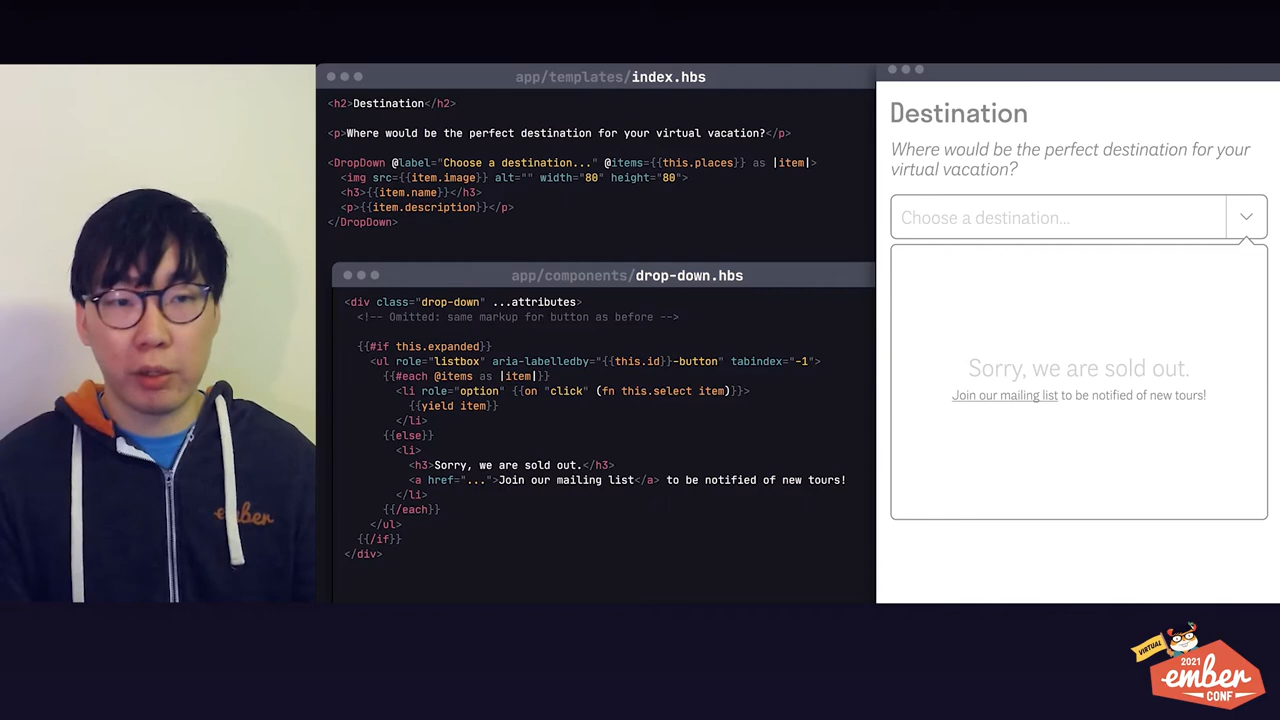 app/templates/index.hbs
<h2>Destination</h2>
<p>Where would be the perfect destination for your virtual vacation?</p>
<DropDown @label="Choose a destination..." @items={{this.places}} as |item|>
<img src={{item.image}} alt="" width="80" height="80">
<h3>{{item.name}}</h3>
<p>{{item.description}}</p>
</DropDown>
app/components/drop-down.hbs
<div class="drop-down" ...attributes>
<!-- Omitted: same markup for button as before -->
{{#if this.expanded}}
<ul role="listbox" aria-labelledby="{{this.id}}-button" tabindex="-1">
{{#each @items as |item|}}
<li role="option" {{on "click" (fn this.select item)}}>
{{yield item}}
</li>
{{else}}
<li>
<h3>Sorry, we are sold out.</h3>
<a href="...">Join our mailing list</a> to be notified of new tours!
</li>
{{/each}}
</ul>
{{/if}}
</div>
Destination
Where would be the perfect destination for your
virtual vacation?
Choose a destination...
Sorry, we are sold out.
Join our mailing list to be notified of new tours!
ember
VIRTUAL
2021
ember
CONF